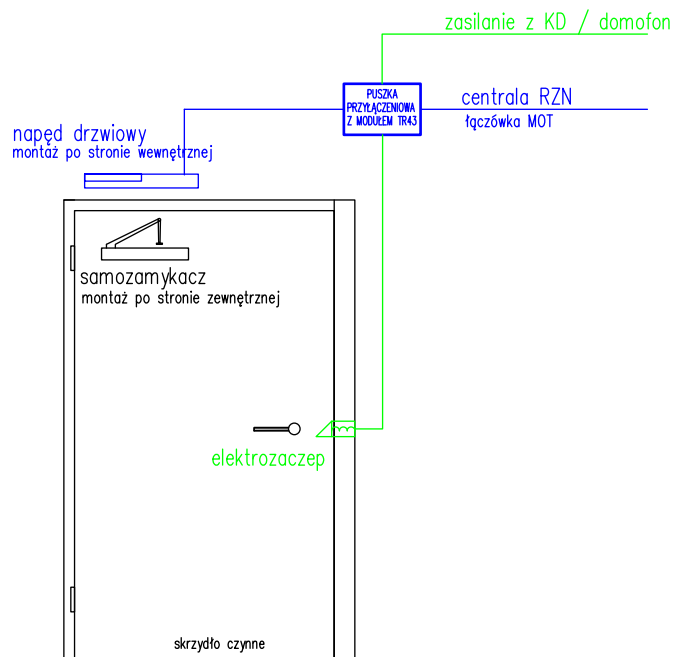 zasilanie z KD / domofon
PUSZKA
PRZYŁĄCZENIOWA
Z MODUŁEM TR43
centrala RZN
łączówka MOT
napęd drzwiowy
montaż po stronie wewnętrznej
samozamykacz
montaż po stronie zewnętrznej
elektrozaczep
skrzydło czynne